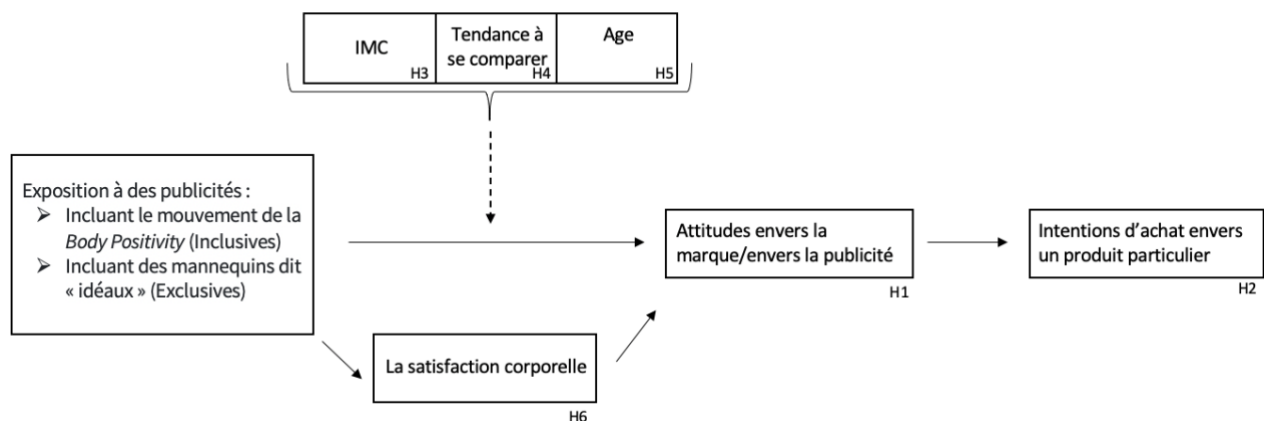 IMC
H3
Tendance à
se comparer
H4
Age
H5
Exposition à des publicités :
➤ Incluant le mouvement de la
Body Positivity (Inclusives)
➤ Incluant des mannequins dit
« idéaux » (Exclusives)
Attitudes envers la
marque/envers la publicité
H1
Intentions d'achat envers
un produit particulier
H2
La satisfaction corporelle
H6